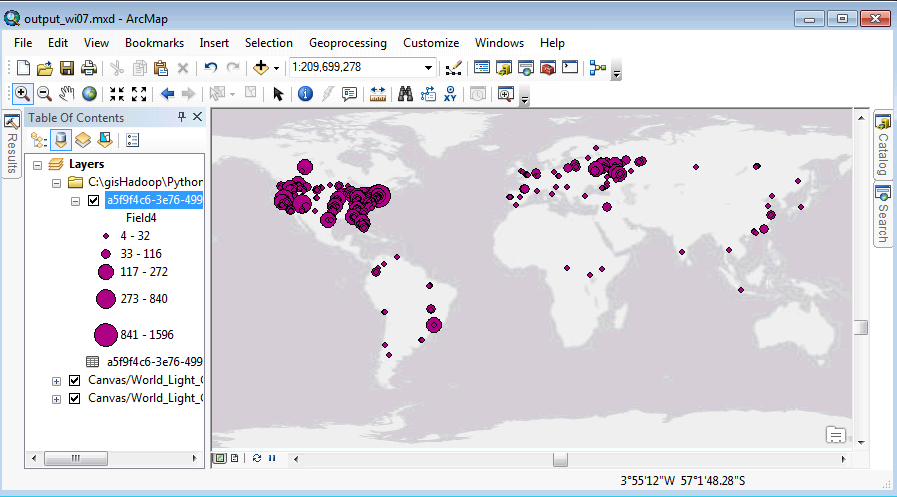 output_wi07.mxd - ArcMap
File Edit View Bookmarks Insert Selection Geoprocessing Customize Windows Help
1:209,699,278
Table Of Contents
Results
Layers
C:\gisHadoop\Python
a5f9f4c6-3e76-499
Field4
4 - 32
33 - 116
117 - 272
273 - 840
841 - 1596
a5f9f4c6-3e76-499
Canvas/World_Light_
Canvas/World_Light_
Catalog
Search
3°55'12"W 57°1'48.28"S